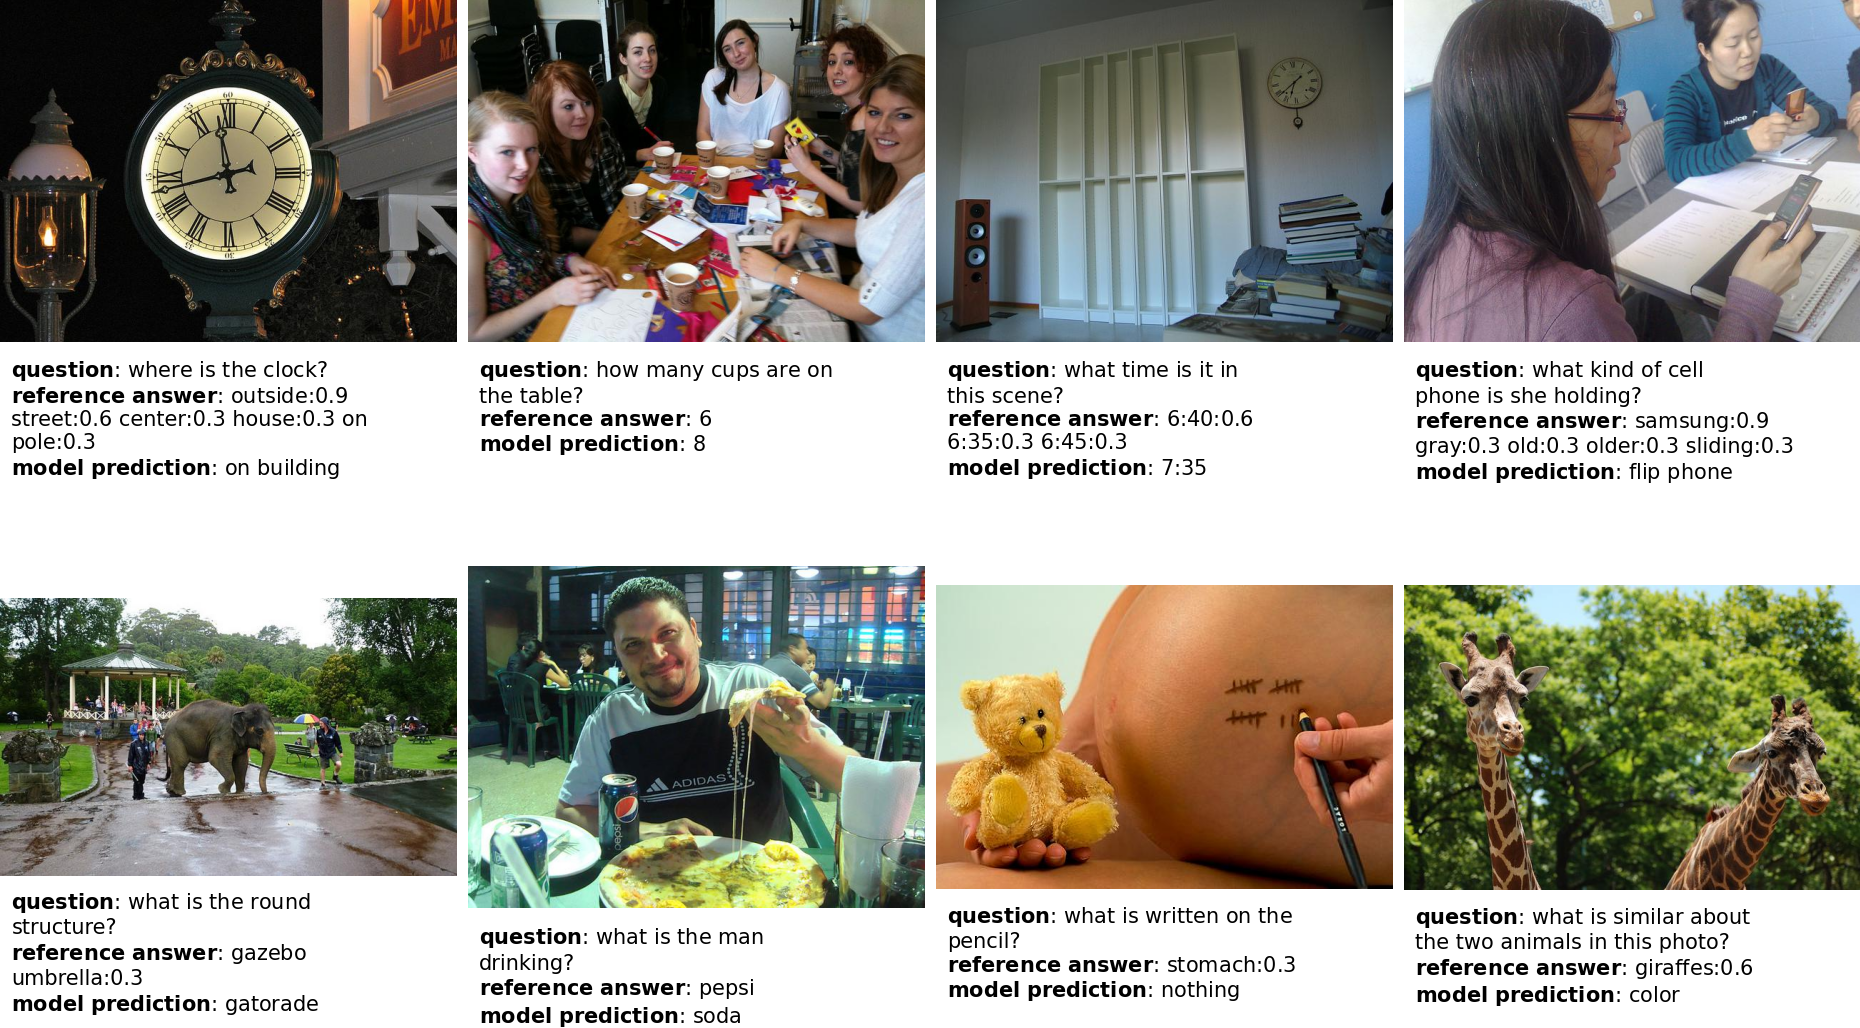 EM
MA
question: where is the clock?
reference answer: outside:0.9
street:0.6 center:0.3 house:0.3 on
pole:0.3
model prediction: on building
question: how many cups are on
the table?
reference answer: 6
model prediction: 8
question: what time is it in
this scene?
reference answer: 6:40:0.6
6:35:0.3 6:45:0.3
model prediction: 7:35
question: what kind of cell
phone is she holding?
reference answer: samsung:0.9
gray:0.3 old:0.3 older:0.3 sliding:0.3
model prediction: flip phone
ADIDAS
pepsi
question: what is the round
structure?
reference answer: gazebo
umbrella:0.3
model prediction: gatorade
question: what is the man
drinking?
reference answer: pepsi
model prediction: soda
question: what is written on the
pencil?
reference answer: stomach:0.3
model prediction: nothing
question: what is similar about
the two animals in this photo?
reference answer: giraffes:0.6
model prediction: color